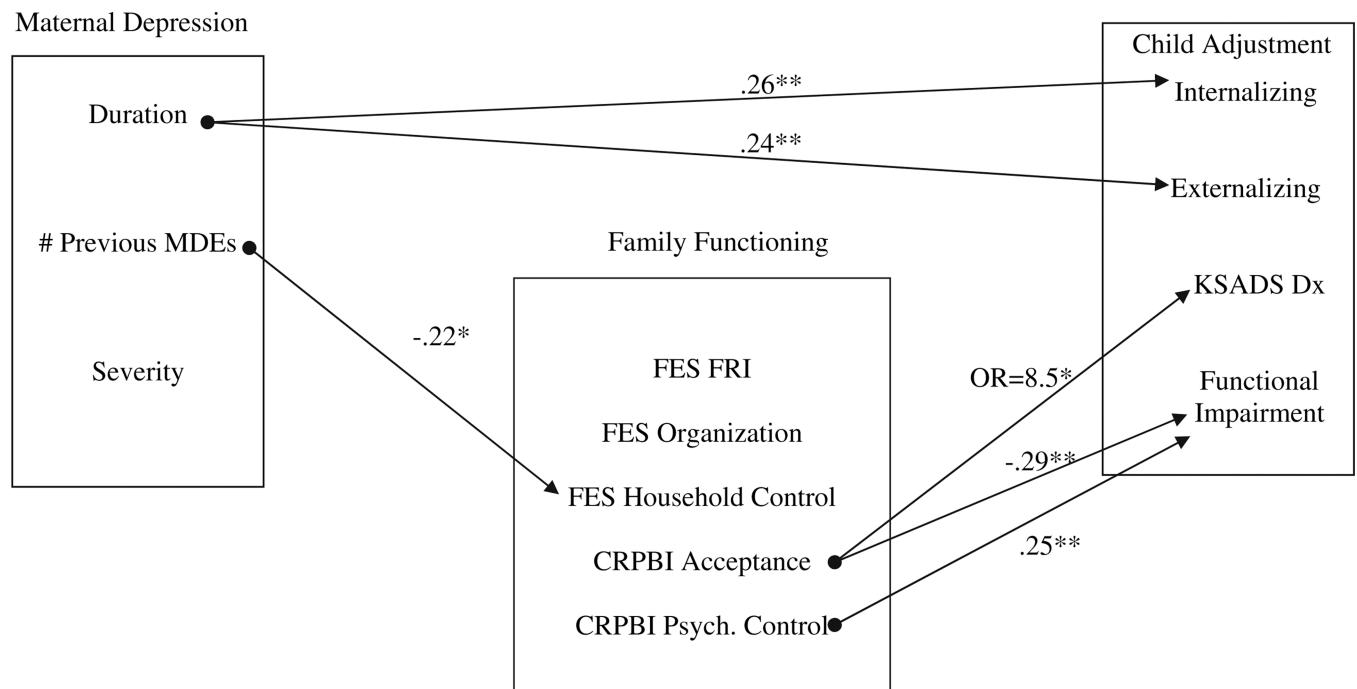 Maternal Depression
Duration
# Previous MDEs
Severity
.26**
.24**
-.22*
Family Functioning
FES FRI
FES Organization
FES Household Control
CRPBI Acceptance
CRPBI Psych. Control
OR=8.5*
-.29**
.25**
Child Adjustment
Internalizing
Externalizing
KSADS Dx
Functional
Impairment